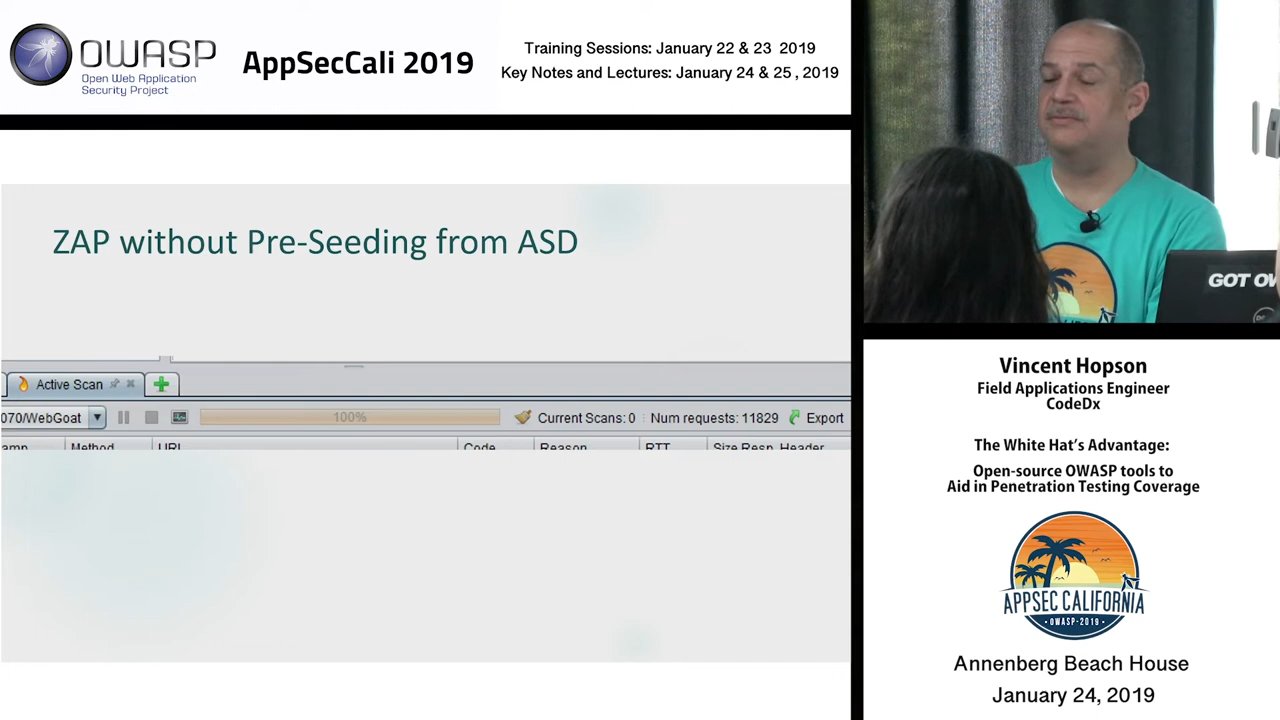 OWASP
Open Web Application
Security Project
AppSecCali 2019
Training Sessions: January 22 & 23 2019
Key Notes and Lectures: January 24 & 25 , 2019
ZAP without Pre-Seeding from ASD
Active Scan
070/WebGoat
100%
Current Scans: 0
Num requests: 11829
Export
amp
Method
URL
Code
Reason
RTT
Size Resp. Header
GOT OW
Vincent Hopson
Field Applications Engineer
CodeDx
The White Hat's Advantage:
Open-source OWASP tools to
Aid in Penetration Testing Coverage
APPSEC CALIFORNIA
• OWASP-2019 •
Annenberg Beach House
January 24, 2019